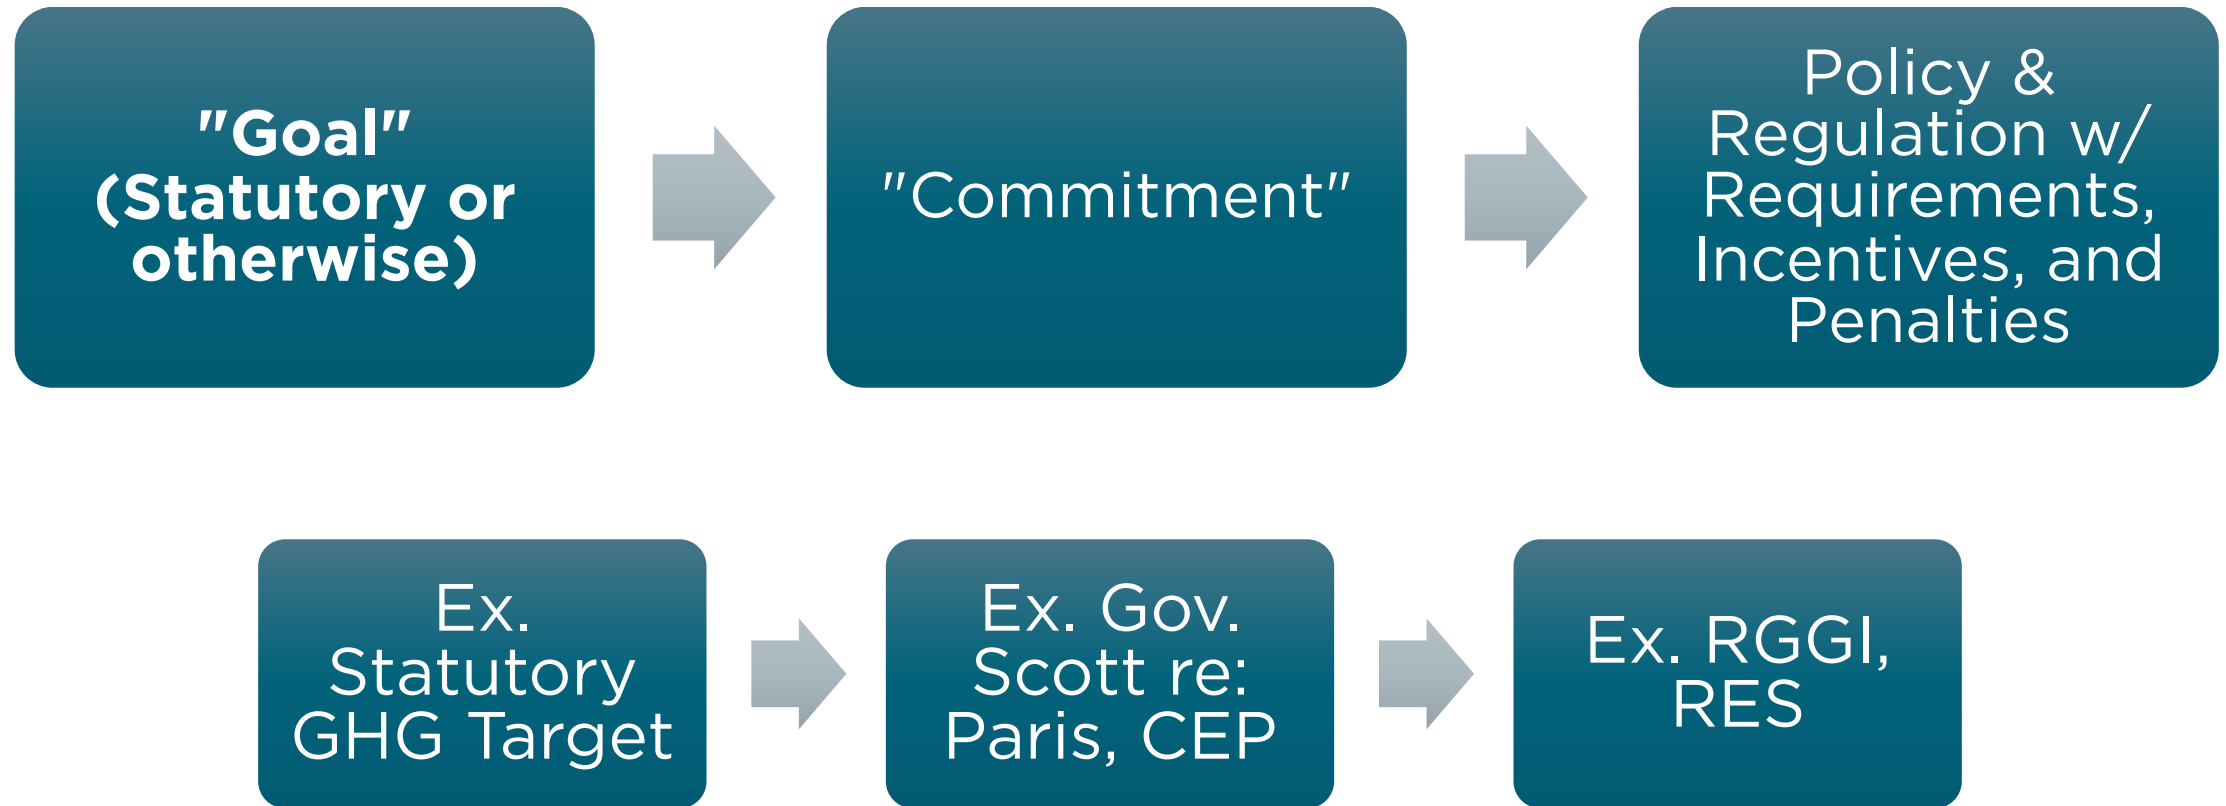 "Goal"
(Statutory or
otherwise)
"Commitment"
Policy &
Regulation w/
Requirements,
Incentives, and
Penalties
Ex.
Statutory
GHG Target
Ex. Gov.
Scott re:
Paris, CEP
Ex. RGGI,
RES